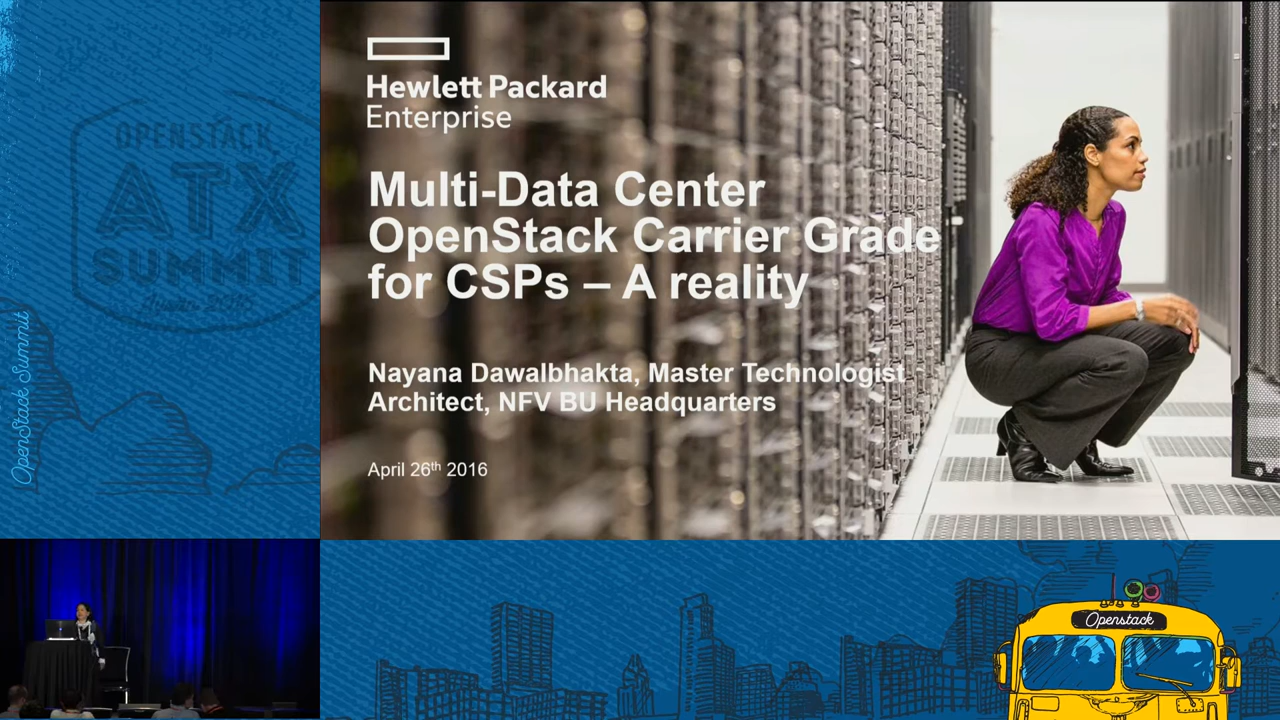 OPENSTACK
ATX
SUMMIT
OpenStack Summit
Hewlett Packard
Enterprise
Multi-Data Center
OpenStack Carrier Grade
for CSPs – A reality
Nayana Dawalbhakta, Master Technologist
Architect, NFV BU Headquarters
April 26th 2016
Openstack